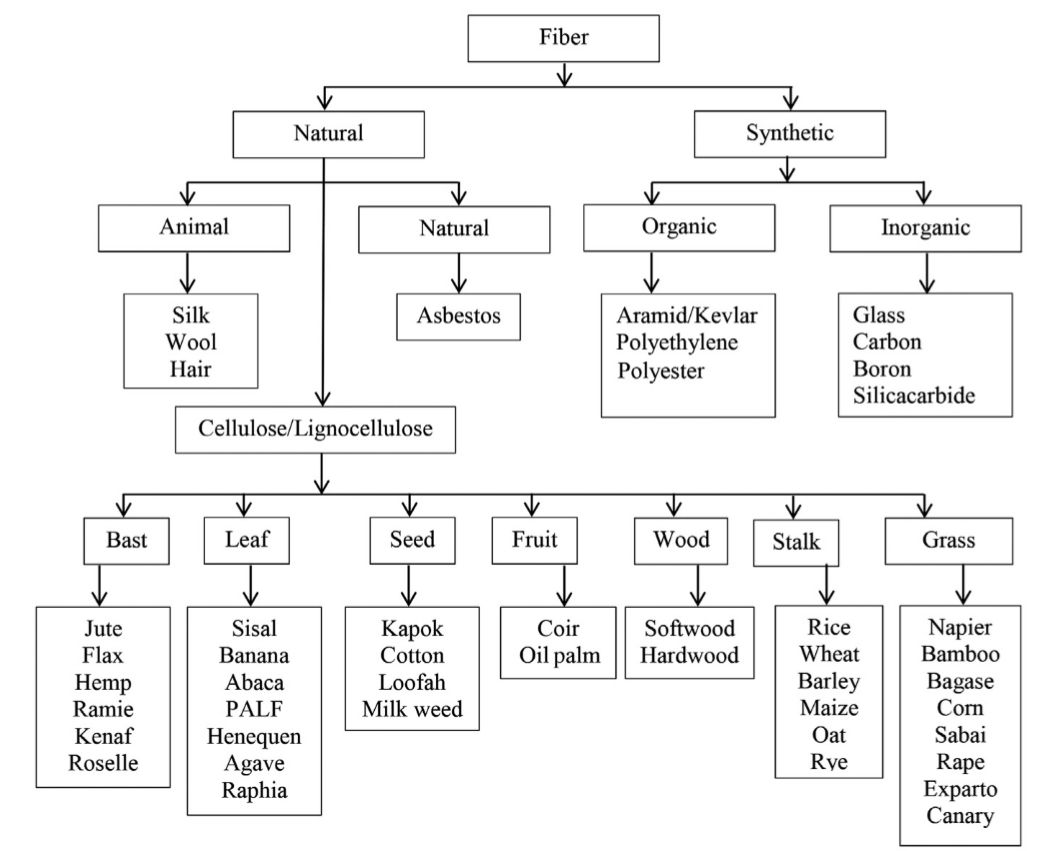 Fiber
Natural
Synthetic
Animal
Natural
Organic
Inorganic
Silk
Wool
Hair
Asbestos
Aramid/Kevlar
Polyethylene
Polyester
Glass
Carbon
Boron
Silicacarbide
Cellulose/Lignocellulose
Bast
Leaf
Seed
Fruit
Wood
Stalk
Grass
Jute
Flax
Hemp
Ramie
Kenaf
Roselle
Sisal
Banana
Abaca
PALF
Henequen
Agave
Raphia
Kapok
Cotton
Loofah
Milk weed
Coir
Oil palm
Softwood
Hardwood
Rice
Wheat
Barley
Maize
Oat
Rye
Napier
Bamboo
Bagase
Corn
Sabai
Rape
Exparto
Canary